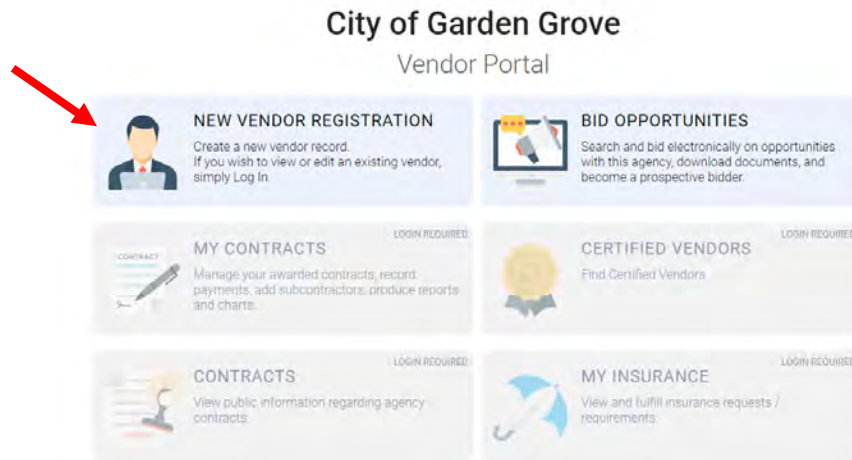 City of Garden Grove
Vendor Portal
NEW VENDOR REGISTRATION
Create a new vendor record.
If you wish to view or edit an existing vendor,
simply Log In.
BID OPPORTUNITIES
Search and bid electronically on opportunities
with this agency, download documents, and
become a prospective bidder.
LOGIN REQUIRED
CONTRACT
MY CONTRACTS
Manage your awarded contracts, record
payments, add subcontractors, produce reports
and charts.
LOGIN REQUIRED
CERTIFIED VENDORS
Find Certified Vendors
LOGIN REQUIRED
CONTRACTS
View public information regarding agency
contracts.
LOGIN REQUIRED
MY INSURANCE
View and fulfill insurance requests /
requirements.